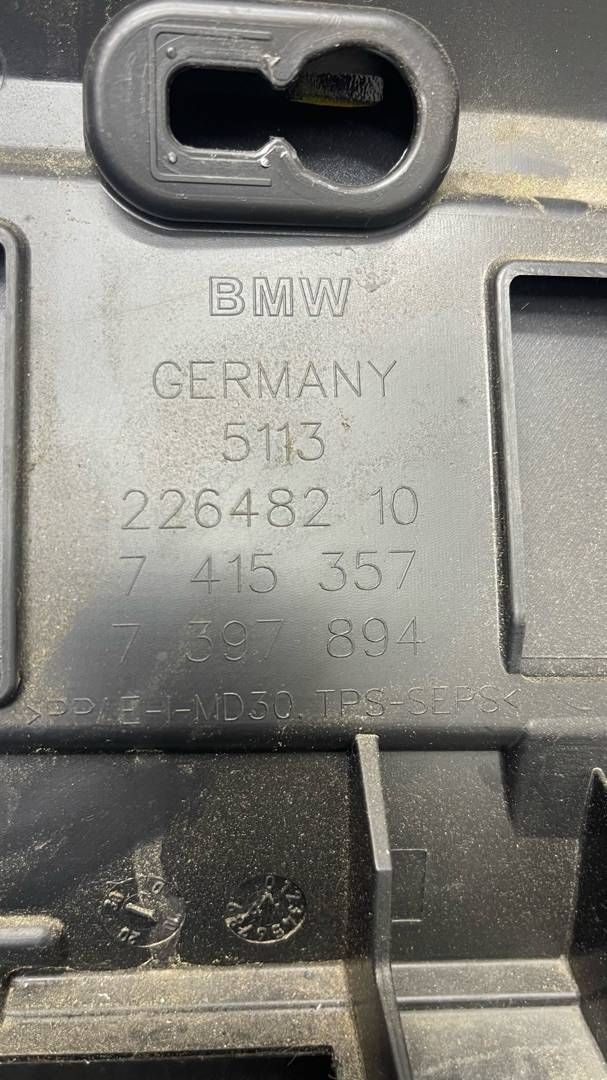 BMW
GERMANY
5113
226482 10
7 415 357
7 397 894
>PP/E-I-MD30, TPS-SEPS<